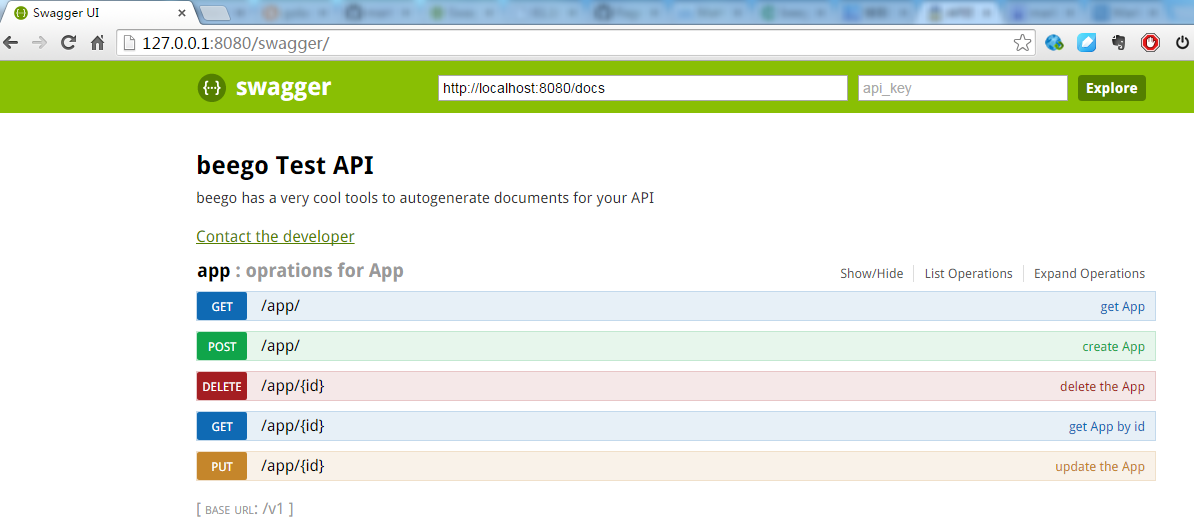 Swagger UI
127.0.0.1:8080/swagger/
{···} swagger http://localhost:8080/docs api_key Explore
beego Test API
beego has a very cool tools to autogenerate documents for your API
Contact the developer
app : oprations for App Show/Hide List Operations Expand Operations
GET /app/ get App
POST /app/ create App
DELETE /app/{id} delete the App
GET /app/{id} get App by id
PUT /app/{id} update the App
[ BASE URL: /v1 ]